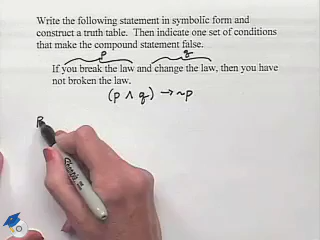 Write the following statement in symbolic form and
construct a truth table. Then indicate one set of conditions
that make the compound statement false.
p q
If you break the law and change the law, then you have
not broken the law.
(p ∧ q) → ~p